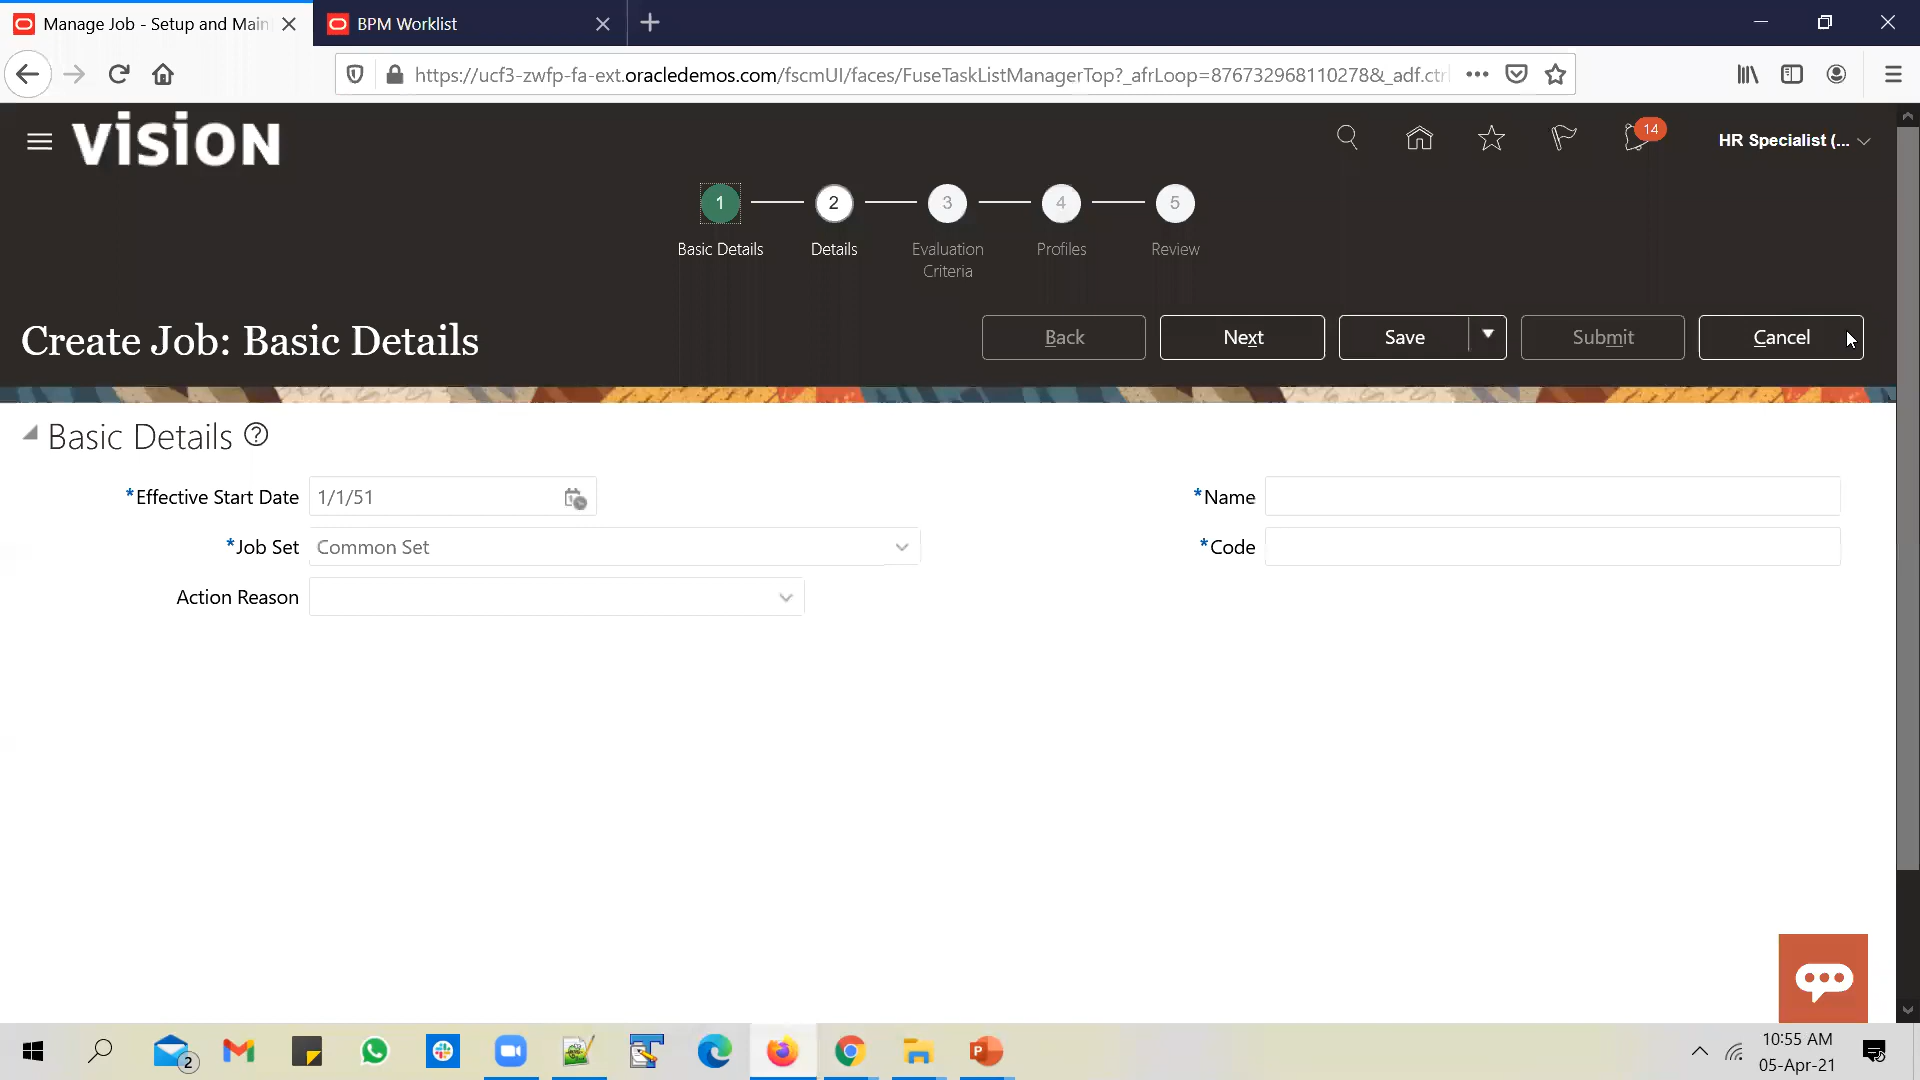 Manage Job - Setup and Main
BPM Worklist
https://ucf3-zwfp-fa-ext.oracledemos.com/fscmUI/faces/FuseTaskListManagerTop?_afrLoop=876732968110278&_adf.ctrl
VISION
14
HR Specialist (...
1
2
3
4
5
Basic Details
Details
Evaluation
Criteria
Profiles
Review
Create Job: Basic Details
Back
Next
Save
Submit
Cancel
Basic Details
*Effective Start Date
1/1/51
*Name
*Job Set
Common Set
*Code
Action Reason
2
10:55 AM
05-Apr-21